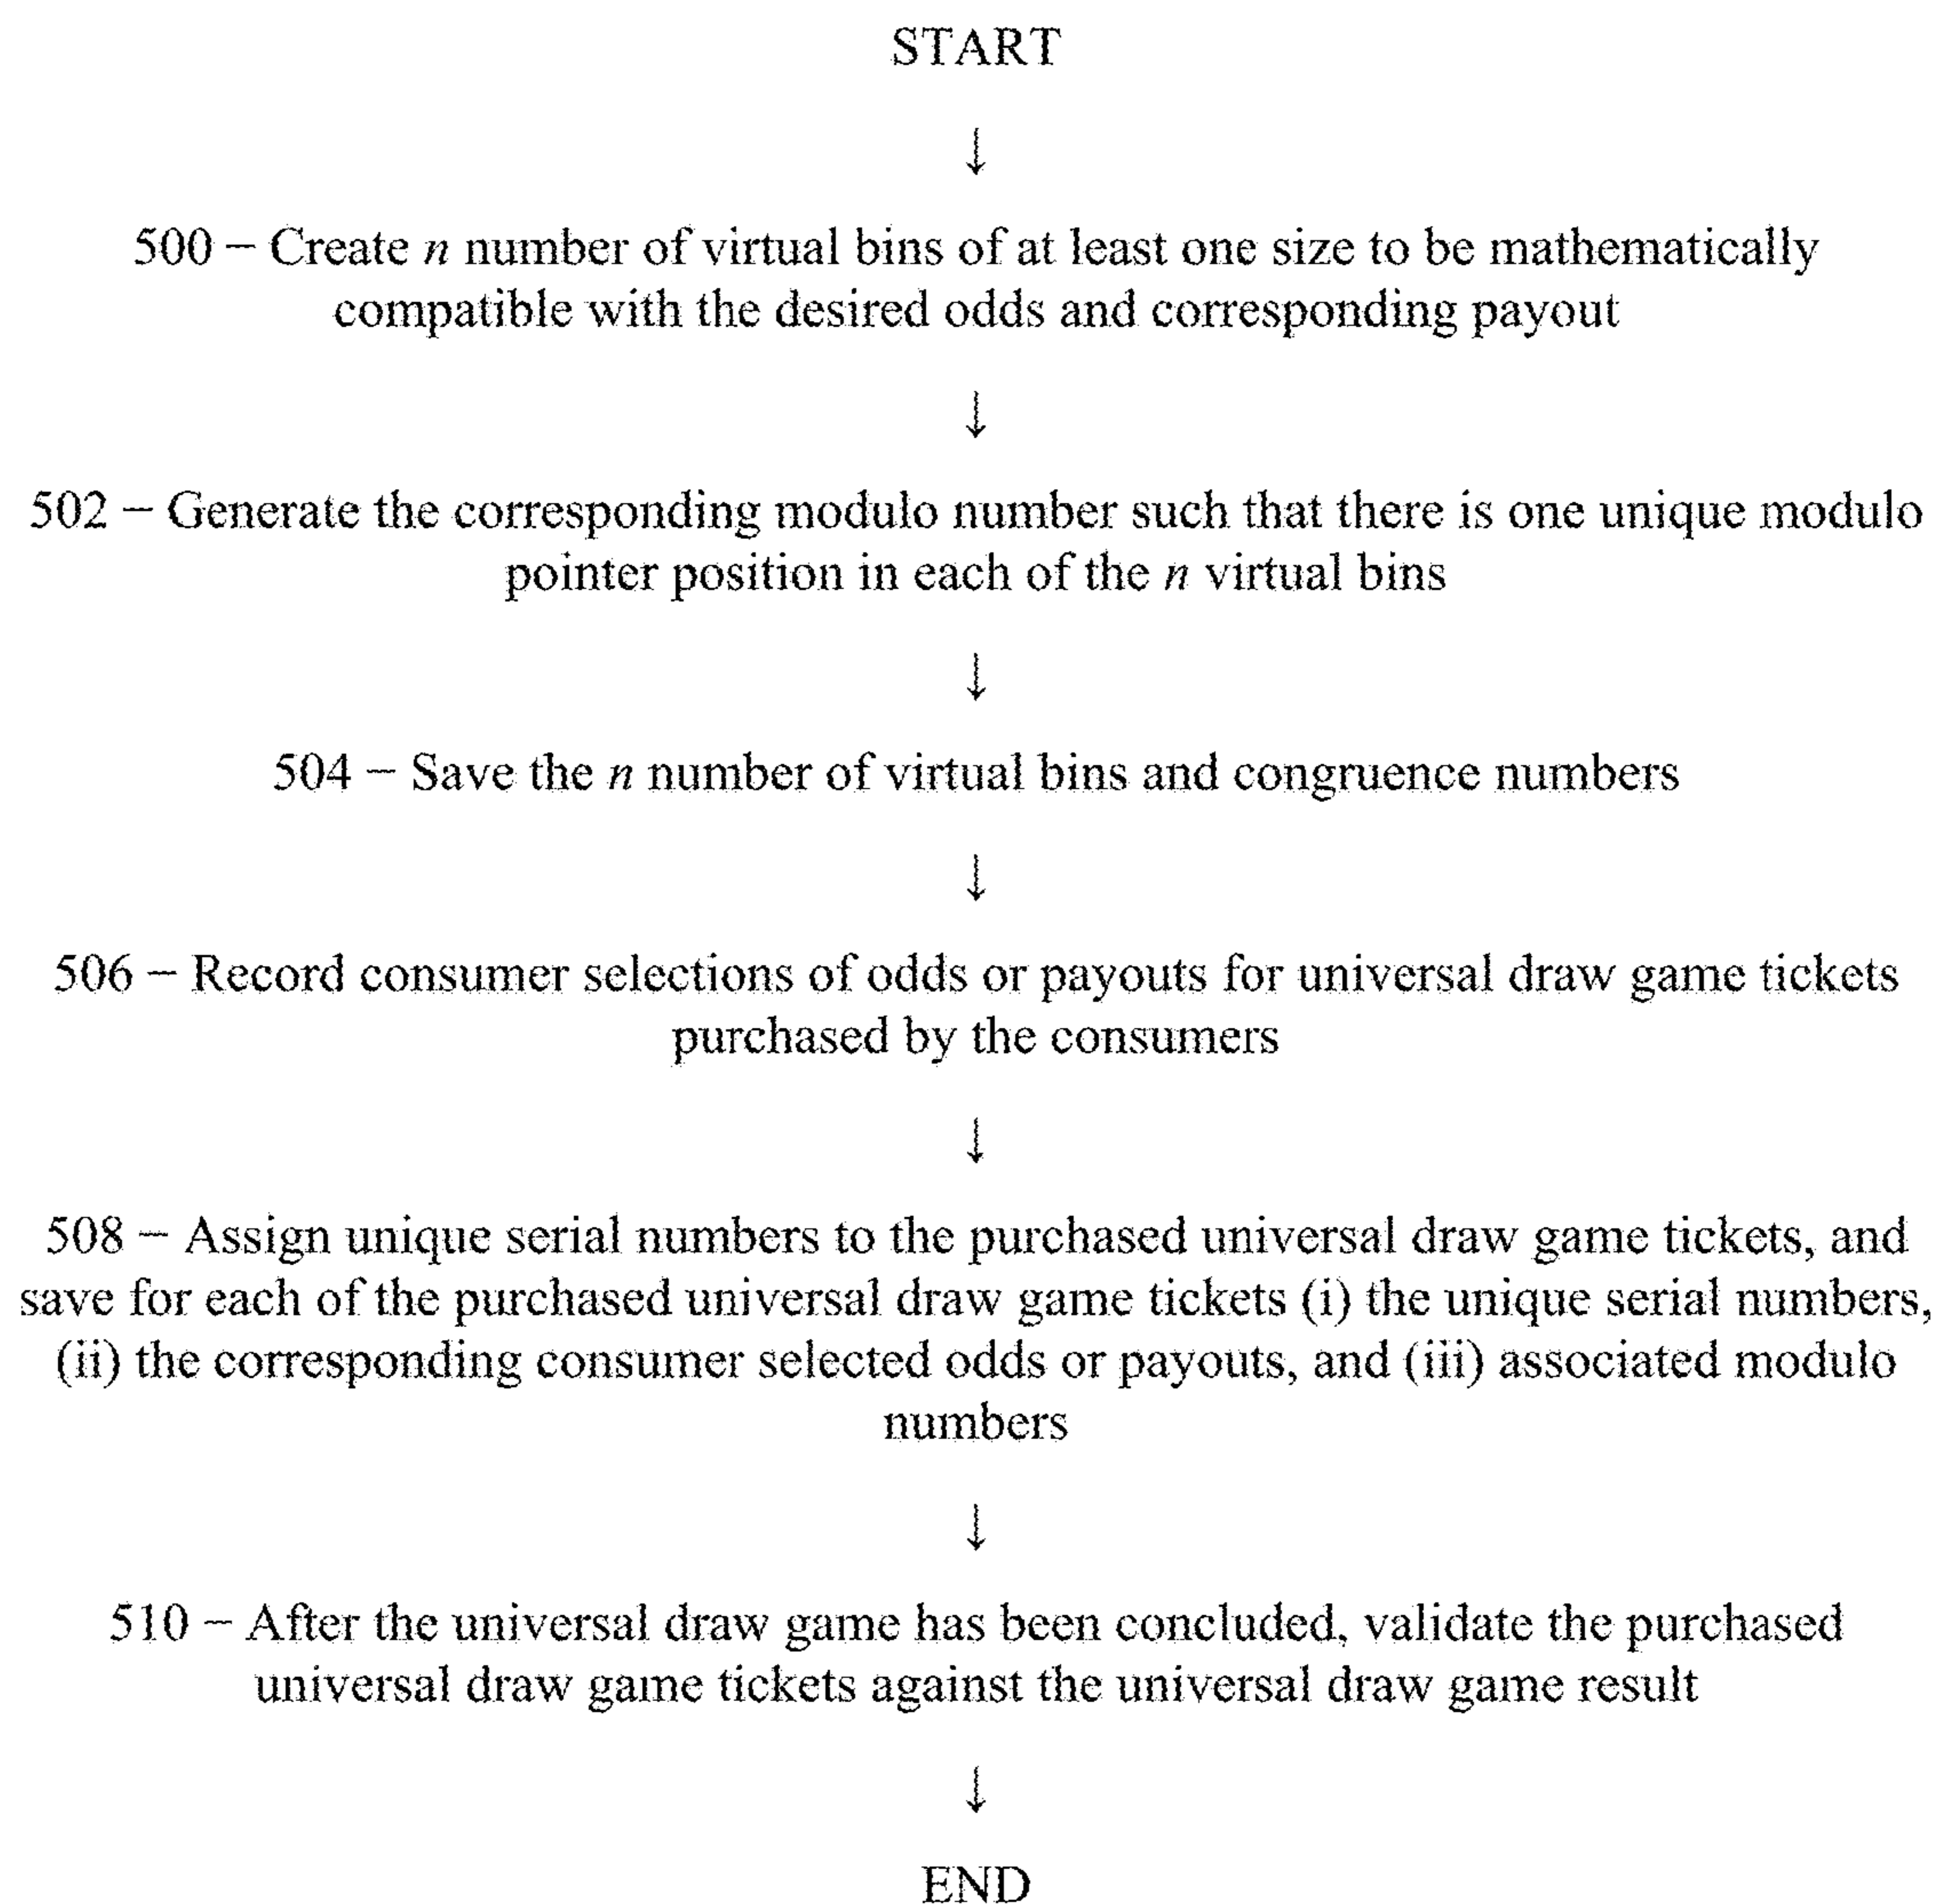 START
↓
500 – Create n number of virtual bins of at least one size to be mathematically
compatible with the desired odds and corresponding payout
↓
502 – Generate the corresponding modulo number such that there is one unique modulo
pointer position in each of the n virtual bins
↓
504 – Save the n number of virtual bins and congruence numbers
↓
506 – Record consumer selections of odds or payouts for universal draw game tickets
purchased by the consumers
↓
508 – Assign unique serial numbers to the purchased universal draw game tickets, and
save for each of the purchased universal draw game tickets (i) the unique serial numbers,
(ii) the corresponding consumer selected odds or payouts, and (iii) associated modulo
numbers
↓
510 – After the universal draw game has been concluded, validate the purchased
universal draw game tickets against the universal draw game result
↓
END